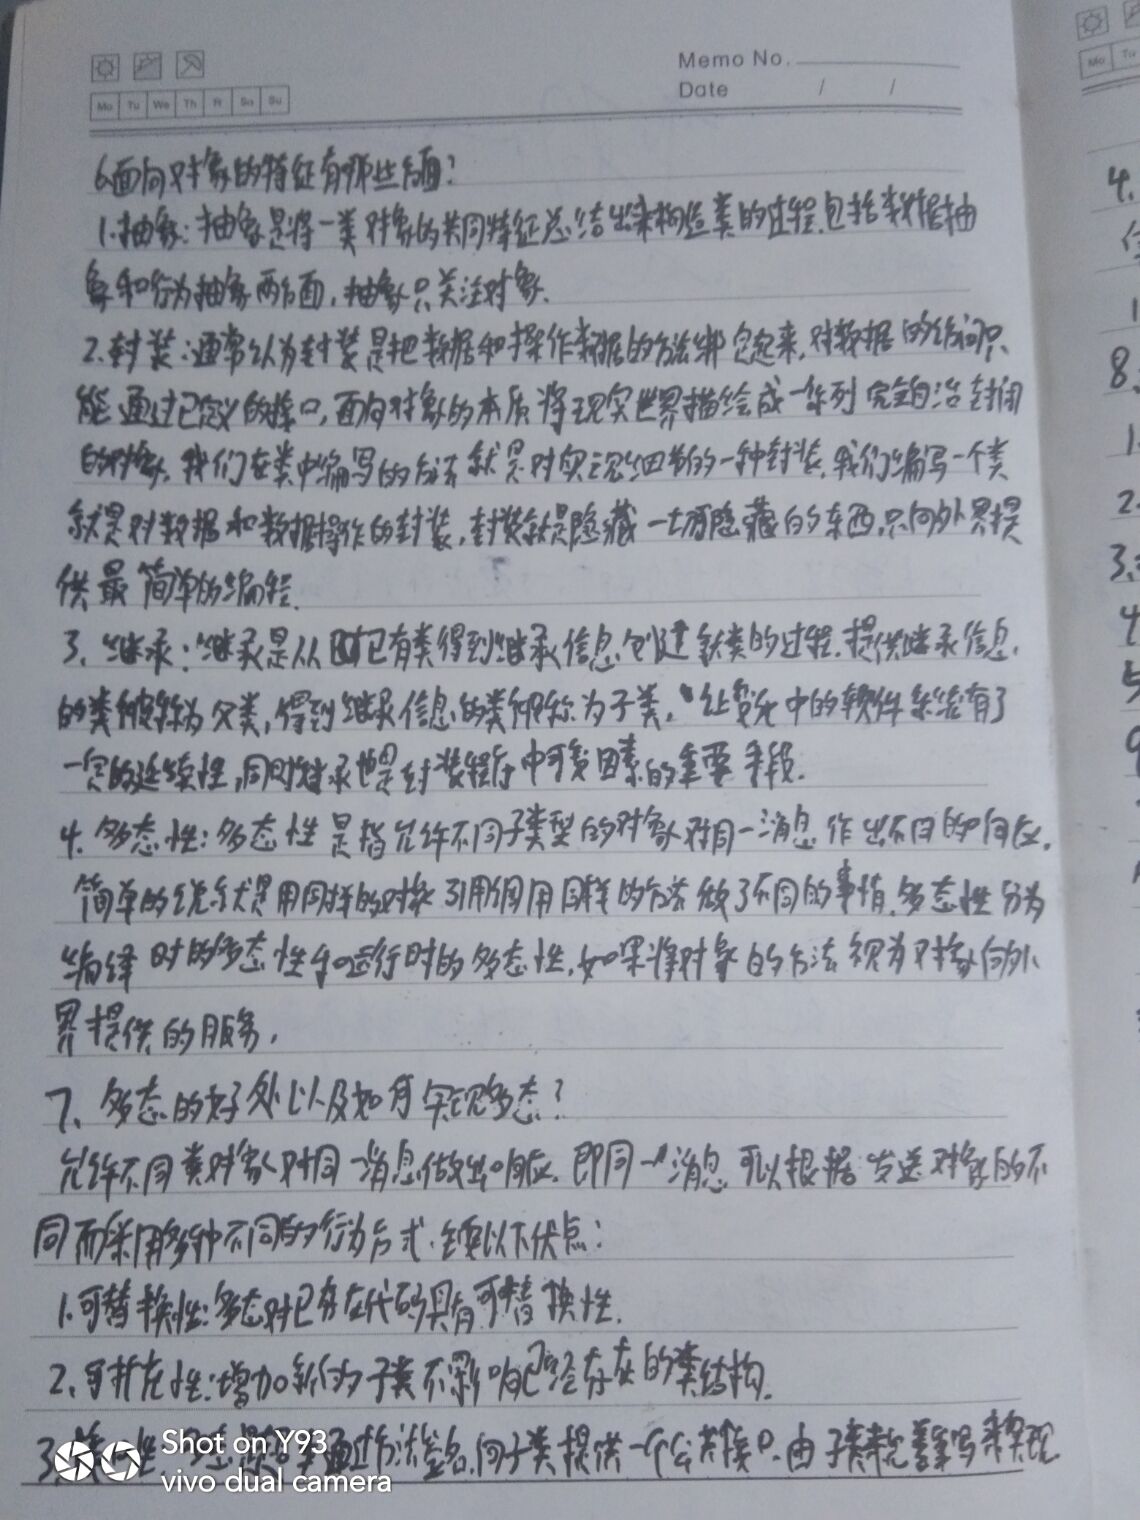 Memo No.
Date / /
Mo Tu We Th Fr Sa Su
6.面向对象的特征有哪些方面?
1.抽象:抽象是将一类对象的共同特征总结出来构造类的过程.包括数据抽
象和行为抽象两方面,抽象只关注对象.
2.封装:通常认为封装是把数据和操作数据的方法绑定起来,对数据的访问只
能通过已定义的接口,面向对象的本质将现实世界描绘成一系列完全自治封闭
的对象,我们在类中编写的方法就是对实现细节的一种封装,我们编写一个类
就是对数据和数据操作的封装,封装就是隐藏一切可隐藏的东西,只向外界提
供最简单的编程.
3、继承:继承是从已有类得到继承信息创建新类的过程.提供继承信息,
的类被称为父类,得到继承信息的类被称为子类,让变化中的软件系统有了
一定的延续性,同时继承也是封装程序中可变因素的重要手段.
4.多态性:多态性是指允许不同子类型的对象对同一消息作出不同的响应,
简单的说就是用同样的对象引用调用同样的方法做了不同的事情,多态性分为
编译时的多态性和运行时的多态性,如果将对象的方法视为对象向外
界提供的服务,
7、多态的好处以及如何实现多态?
允许不同类对象对同一消息做出响应,即同一消息可以根据发送对象的不
同而采用多种不同的行为方式.主要以下优点:
1.可替换性:多态对已存在代码具有可替换性.
2、可扩充性:增加新的子类不影响已经存在的类结构.
3、 通过方法签名,向子类提供一个公共接口.由子类来完善重写来实现
Shot on Y93
vivo dual camera
Mo Tu
4.
1
8
1
2
3
4
5
9